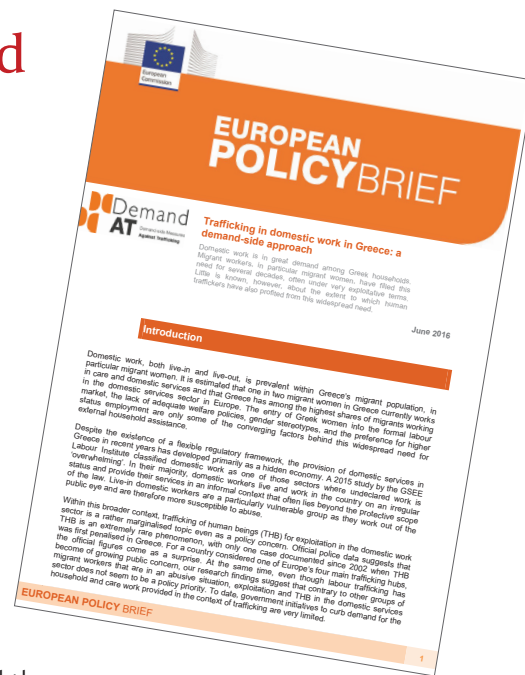 d
European
Commission
EUROPEAN
POLICYBRIEF
Demand
AT
Demand-side Measures
Against Trafficking
Trafficking in domestic work in Greece: a
demand-side approach
Domestic work is in great demand among Greek households.
Migrant workers, in particular migrant women, have filled this
need for several decades, often under very exploitative terms.
Little is known, however, about the extent to which human
traffickers have also profited from this widespread need.
June 2016
Introduction
Domestic work, both live-in and live-out, is prevalent within Greece's migrant population, in
particular migrant women. It is estimated that one in two migrant women in Greece currently works
in care and domestic services and that Greece has among the highest shares of migrants working
in the domestic services sector in Europe. The entry of Greek women into the formal labour
market, the lack of adequate welfare policies, gender stereotypes, and the preference for higher
status employment are only some of the converging factors behind this widespread need for
external household assistance.
Despite the existence of a flexible regulatory framework, the provision of domestic services in
Greece in recent years has developed primarily as a hidden economy. A 2015 study by the GSEE
Labour Institute classified domestic work as one of those sectors where undeclared work is
'overwhelming'. In their majority, domestic workers live and work in the country on an irregular
status and provide their services in an informal context that often lies beyond the protective scope
of the law. Live-in domestic workers are a particularly vulnerable group as they work out of the
public eye and are therefore more susceptible to abuse.
Within this broader context, trafficking of human beings (THB) for exploitation in the domestic work
sector is a rather marginalised topic even as a policy concern. Official police data suggests that
THB is an extremely rare phenomenon, with only one case documented since 2002 when THB
was first penalised in Greece. For a country considered one of Europe's four main trafficking hubs,
the official figures come as a surprise. At the same time, even though labour trafficking has
become of growing public concern, our research findings suggest that contrary to other groups of
migrant workers that are in an abusive situation, exploitation and THB in the domestic services
sector does not seem to be a policy priority. To date, government initiatives to curb demand for the
household and care work provided in the context of trafficking are very limited.
EUROPEAN POLICY BRIEF
1